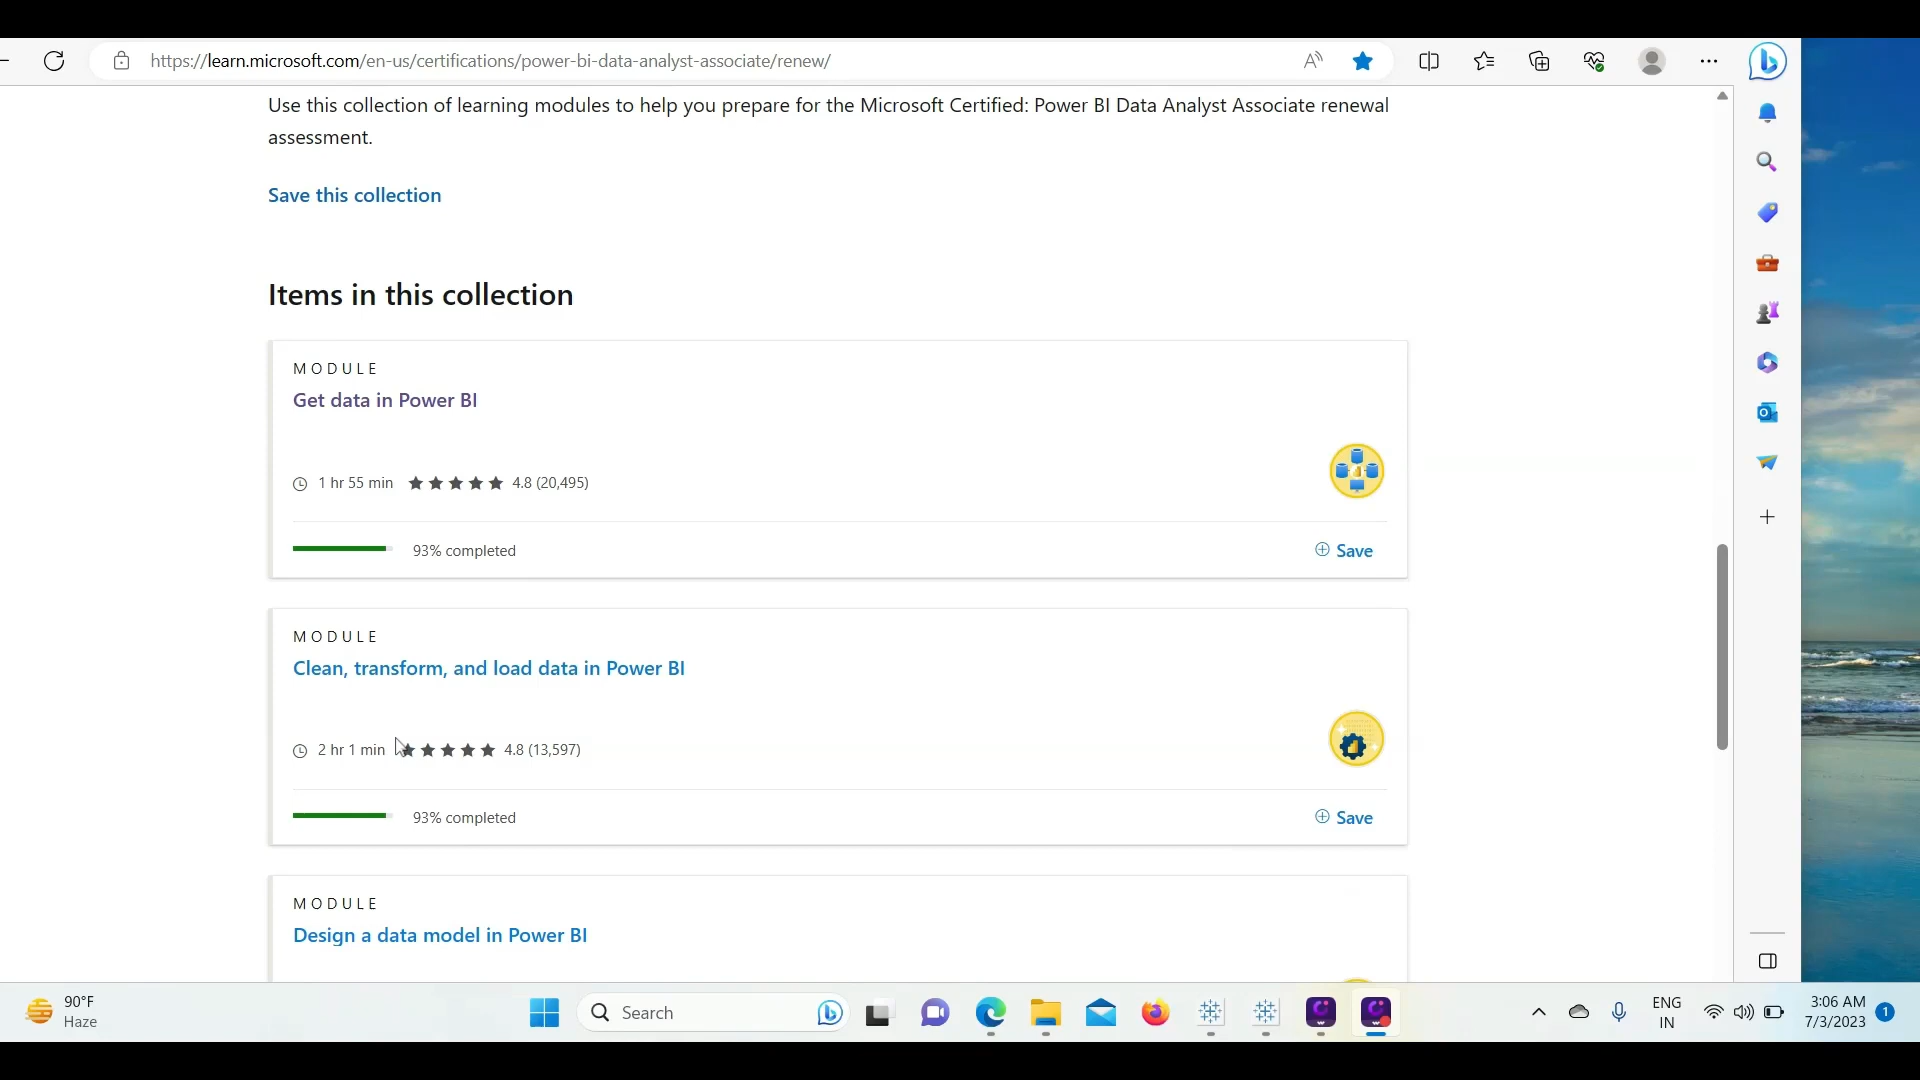 https://learn.microsoft.com/en-us/certifications/power-bi-data-analyst-associate/renew/
Use this collection of learning modules to help you prepare for the Microsoft Certified: Power BI Data Analyst Associate renewal
assessment.
Save this collection
Items in this collection
MODULE
Get data in Power BI
1 hr 55 min 4.8 (20,495)
93% completed
Save
MODULE
Clean, transform, and load data in Power BI
2 hr 1 min 4.8 (13,597)
93% completed
Save
MODULE
Design a data model in Power BI
90°F
Haze
Search
ENG
IN
3:06 AM
7/3/2023
1